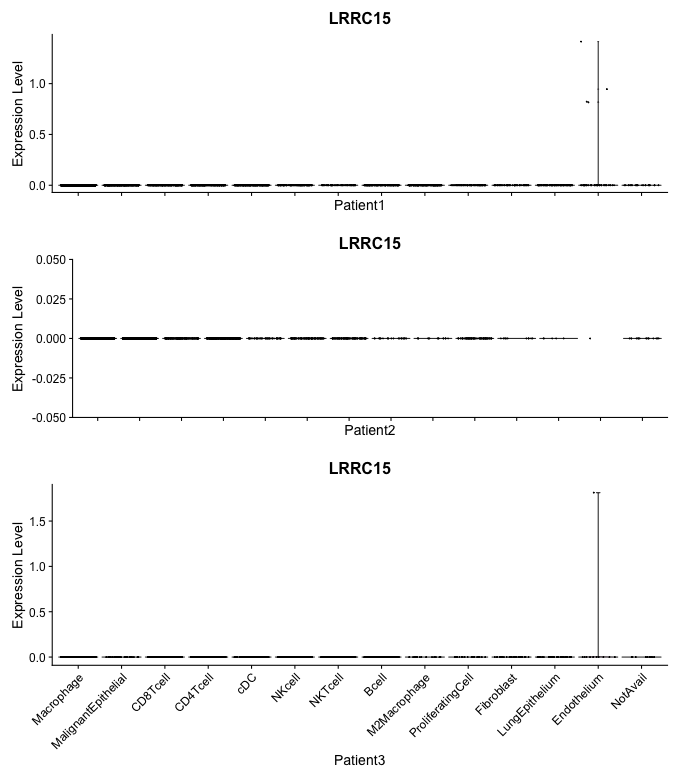 LRRC15
Expression Level
1.0
0.5
0.0
Patient1
LRRC15
Expression Level
0.050
0.025
0.000
-0.025
-0.050
Patient2
LRRC15
Expression Level
1.5
1.0
0.5
0.0
Macrophage
MalignantEpithelial
CD8Tcell
CD4Tcell
cDC
NKcell
NKTcell
Bcell
M2Macrophage
ProliferatingCell
Fibroblast
LungEpithelium
Endothelium
NotAvail
Patient3